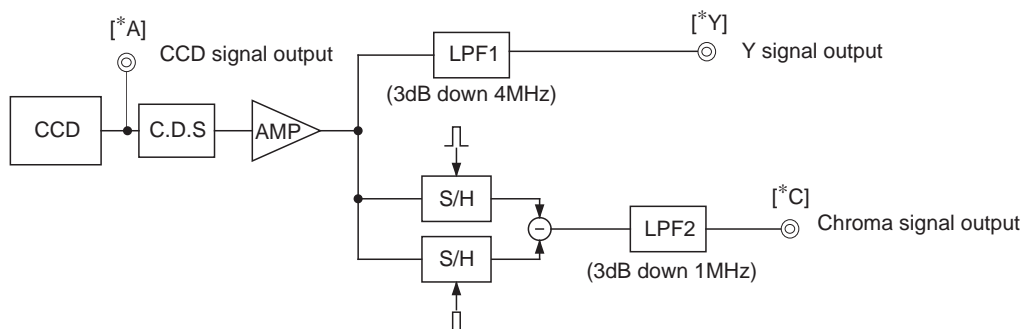 [*A]
CCD signal output
[*Y]
Y signal output
LPF1
(3dB down 4MHz)
CCD
C.D.S
AMP
S/H
S/H
−
LPF2
(3dB down 1MHz)
[*C]
Chroma signal output